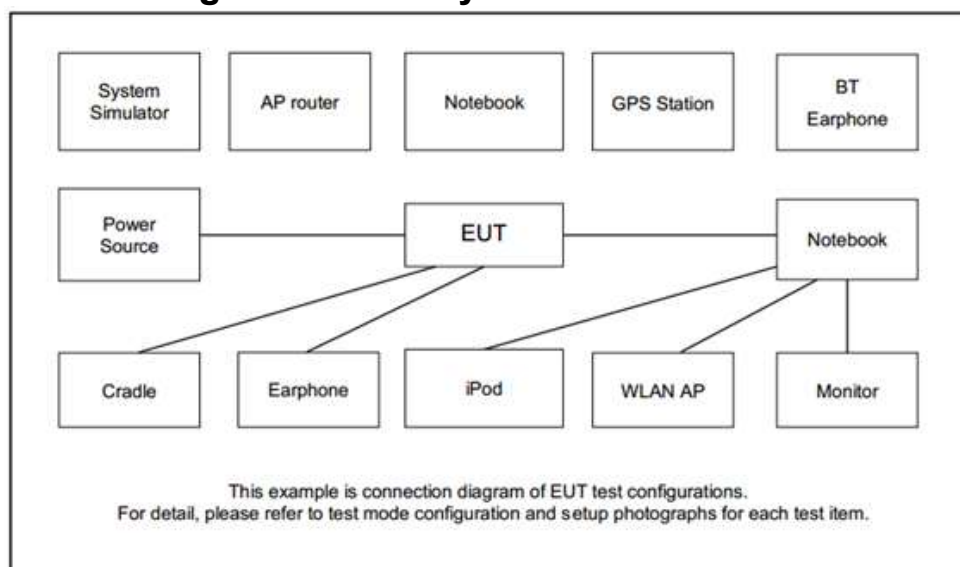 System
Simulator
AP router
Notebook
GPS Station
BT
Earphone
Power
Source
EUT
Notebook
Cradle
Earphone
iPod
WLAN AP
Monitor
This example is connection diagram of EUT test configurations.
For detail, please refer to test mode configuration and setup photographs for each test item.